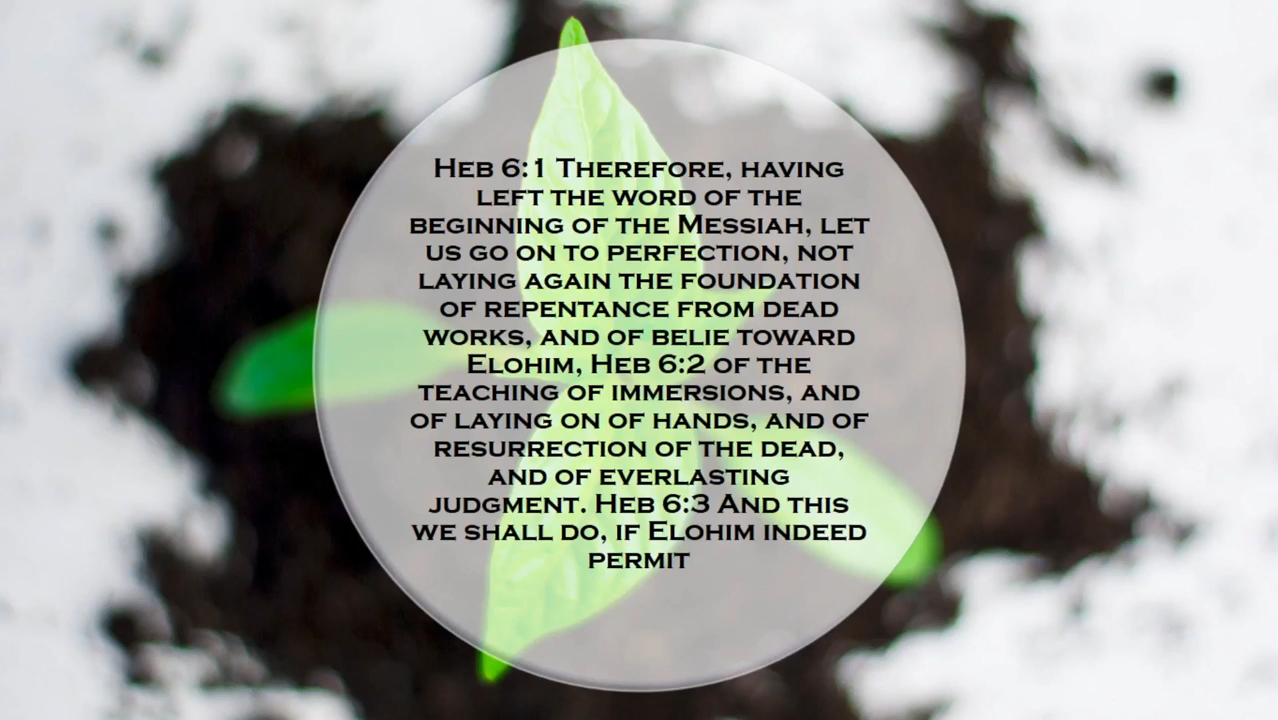 Heb 6:1 Therefore, having
left the word of the
beginning of the Messiah, let
us go on to perfection, not
laying again the foundation
of repentance from dead
works, and of belie toward
Elohim, Heb 6:2 of the
teaching of immersions, and
of laying on of hands, and of
resurrection of the dead,
and of everlasting
judgment. Heb 6:3 And this
we shall do, if Elohim indeed
permit